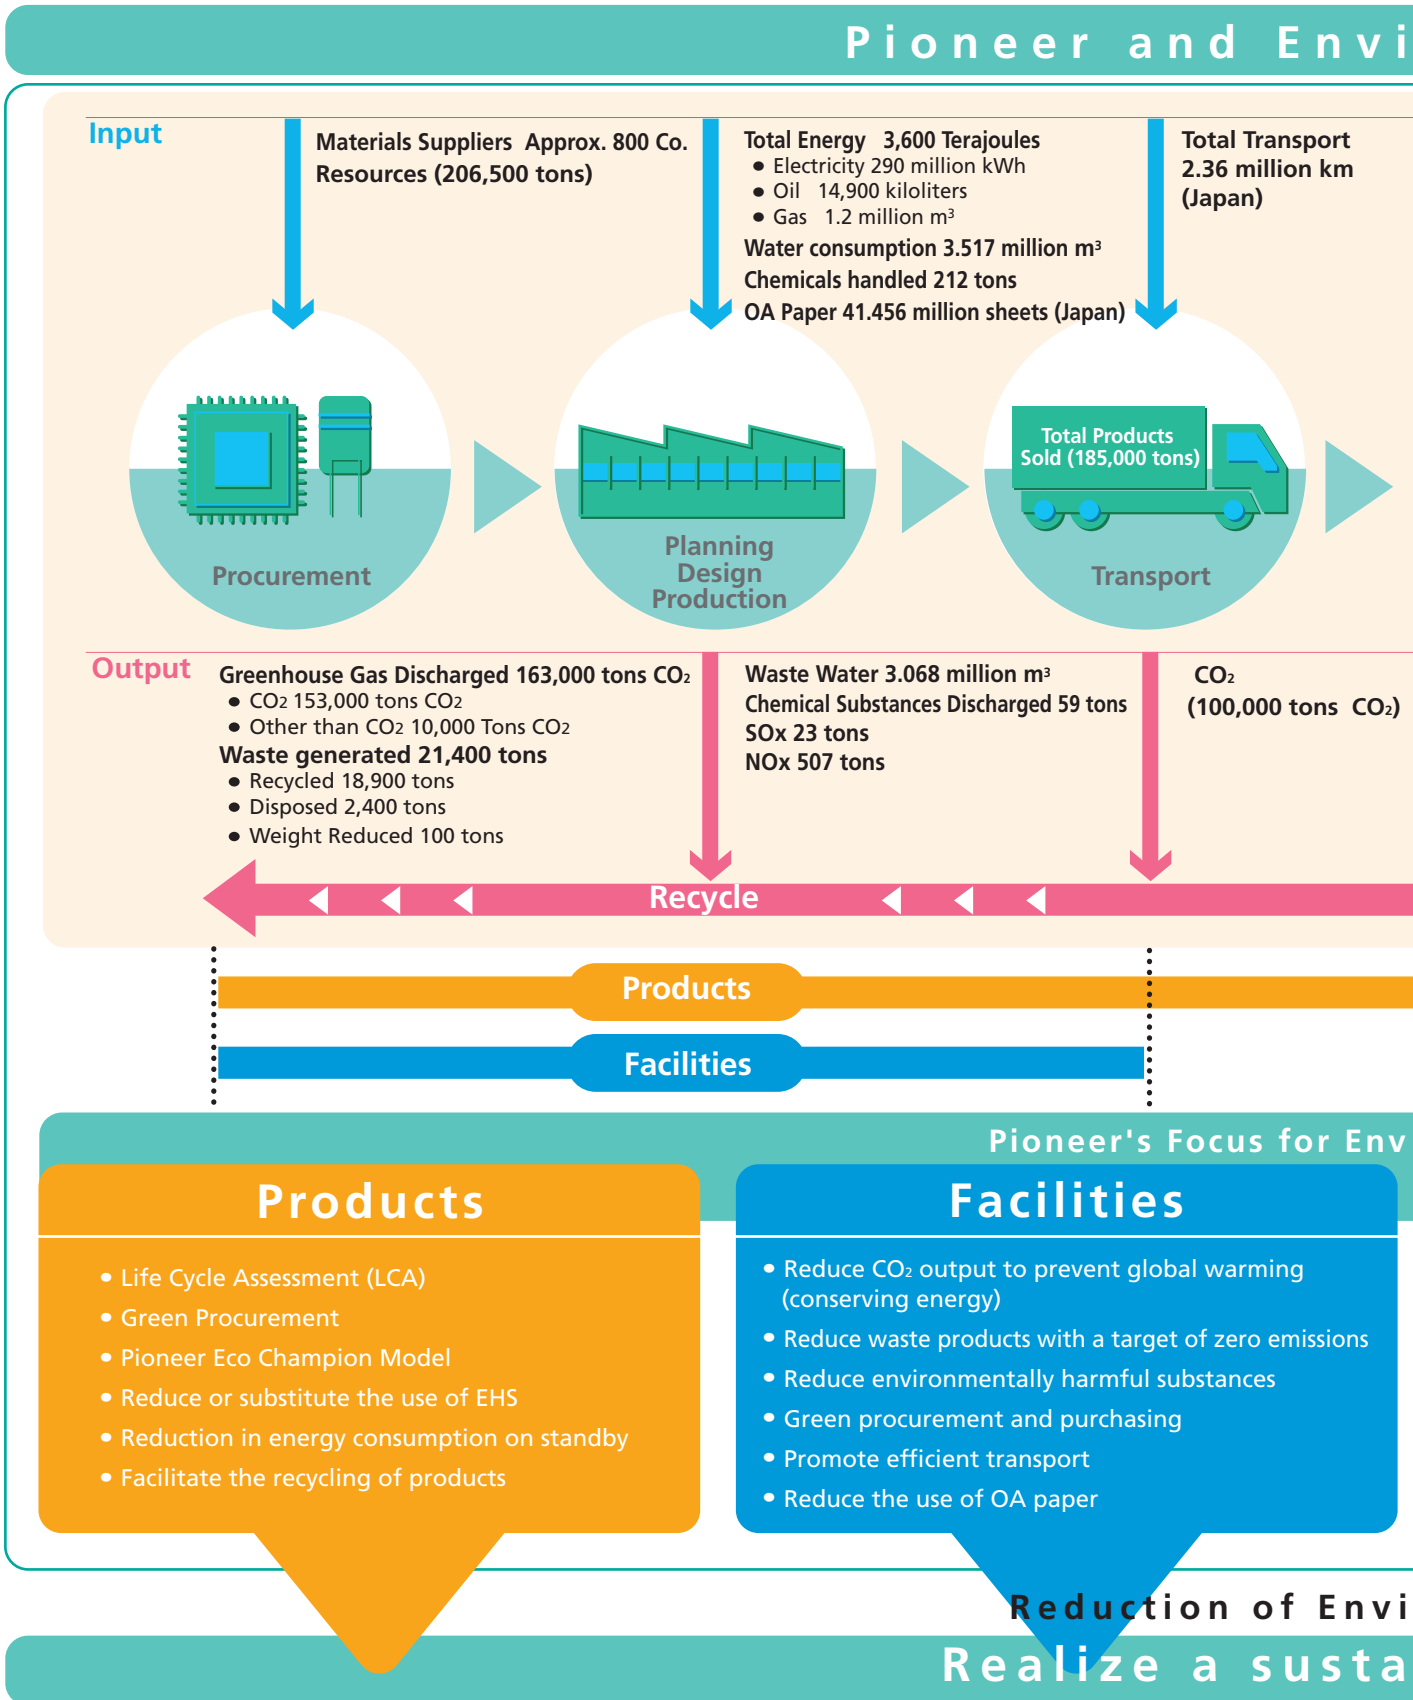 Pioneer and Envi
Input
Materials Suppliers Approx. 800 Co.
Resources (206,500 tons)
Total Energy 3,600 Terajoules
• Electricity 290 million kWh
• Oil 14,900 kiloliters
• Gas 1.2 million m³
Water consumption 3.517 million m³
Chemicals handled 212 tons
OA Paper 41.456 million sheets (Japan)
Total Transport
2.36 million km
(Japan)
Procurement
Planning
Design
Production
Total Products
Sold (185,000 tons)
Transport
Output
Greenhouse Gas Discharged 163,000 tons CO₂
• CO₂ 153,000 tons CO₂
• Other than CO₂ 10,000 Tons CO₂
Waste generated 21,400 tons
• Recycled 18,900 tons
• Disposed 2,400 tons
• Weight Reduced 100 tons
Waste Water 3.068 million m³
Chemical Substances Discharged 59 tons
SOx 23 tons
NOx 507 tons
CO₂
(100,000 tons CO₂)
Recycle
Products
Facilities
Pioneer's Focus for Env
Products
• Life Cycle Assessment (LCA)
• Green Procurement
• Pioneer Eco Champion Model
• Reduce or substitute the use of EHS
• Reduction in energy consumption on standby
• Facilitate the recycling of products
Facilities
• Reduce CO₂ output to prevent global warming
(conserving energy)
• Reduce waste products with a target of zero emissions
• Reduce environmentally harmful substances
• Green procurement and purchasing
• Promote efficient transport
• Reduce the use of OA paper
Reduction of Envi
Realize a susta